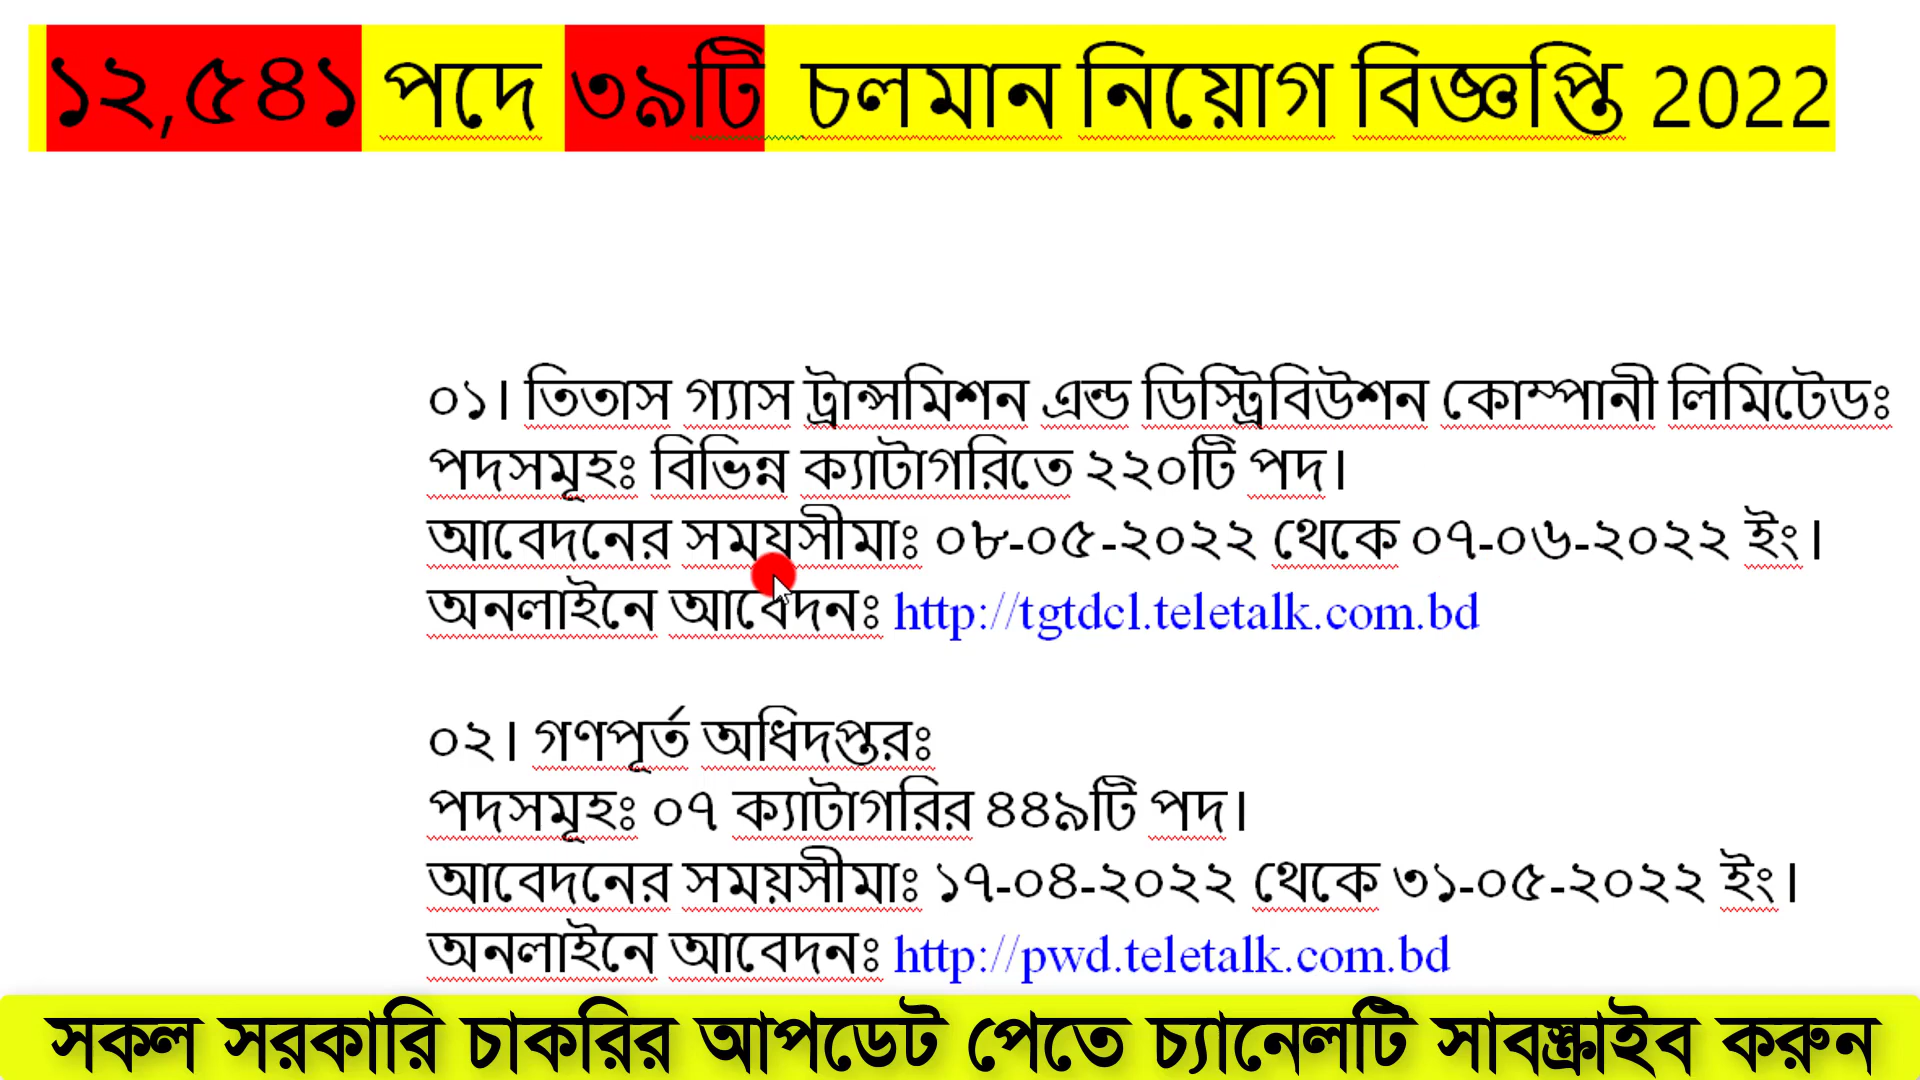 ১২,৫৪১ পদে ৩৯টি চলমান নিয়োগ বিজ্ঞপ্তি 2022
০১। তিতাস গ্যাস ট্রান্সমিশন এন্ড ডিস্ট্রিবিউশন কোম্পানী লিমিটেডঃ
পদসমূহঃ বিভিন্ন ক্যাটাগরিতে ২২০টি পদ।
আবেদনের সময়সীমাঃ ০৮-০৫-২০২২ থেকে ০৭-০৬-২০২২ ইং।
অনলাইনে আবেদনঃ http://tgtdcl.teletalk.com.bd
০২। গণপূর্ত অধিদপ্তরঃ
পদসমূহঃ ০৭ ক্যাটাগরির ৪৪৯টি পদ।
আবেদনের সময়সীমাঃ ১৭-০৪-২০২২ থেকে ৩১-০৫-২০২২ ইং।
অনলাইনে আবেদনঃ http://pwd.teletalk.com.bd
সকল সরকারি চাকরির আপডেট পেতে চ্যানেলটি সাবস্ক্রাইব করুন